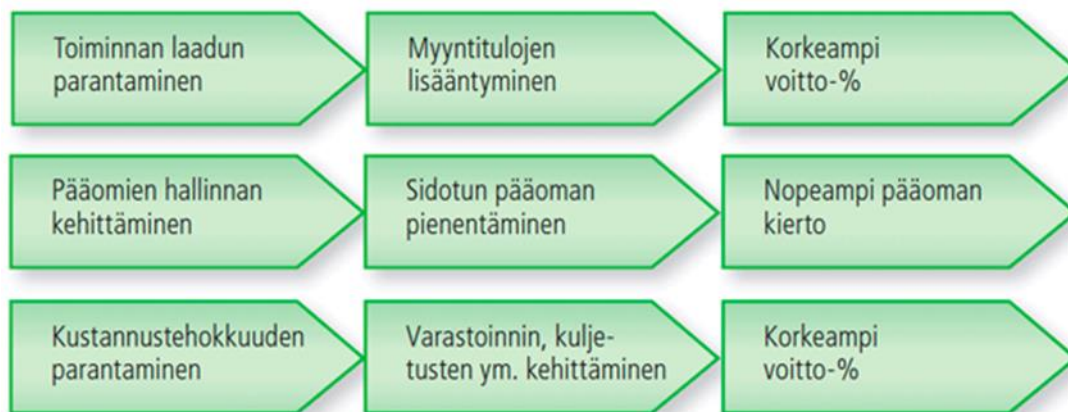 Toiminnan laadun
parantaminen
Myyntitulojen
lisääntyminen
Korkeampi
voitto-%
Pääomien hallinnan
kehittäminen
Sidotun pääoman
pienentäminen
Nopeampi pääoman
kierto
Kustannustehokkuuden
parantaminen
Varastoinnin, kulje-
tusten ym. kehittäminen
Korkeampi
voitto-%